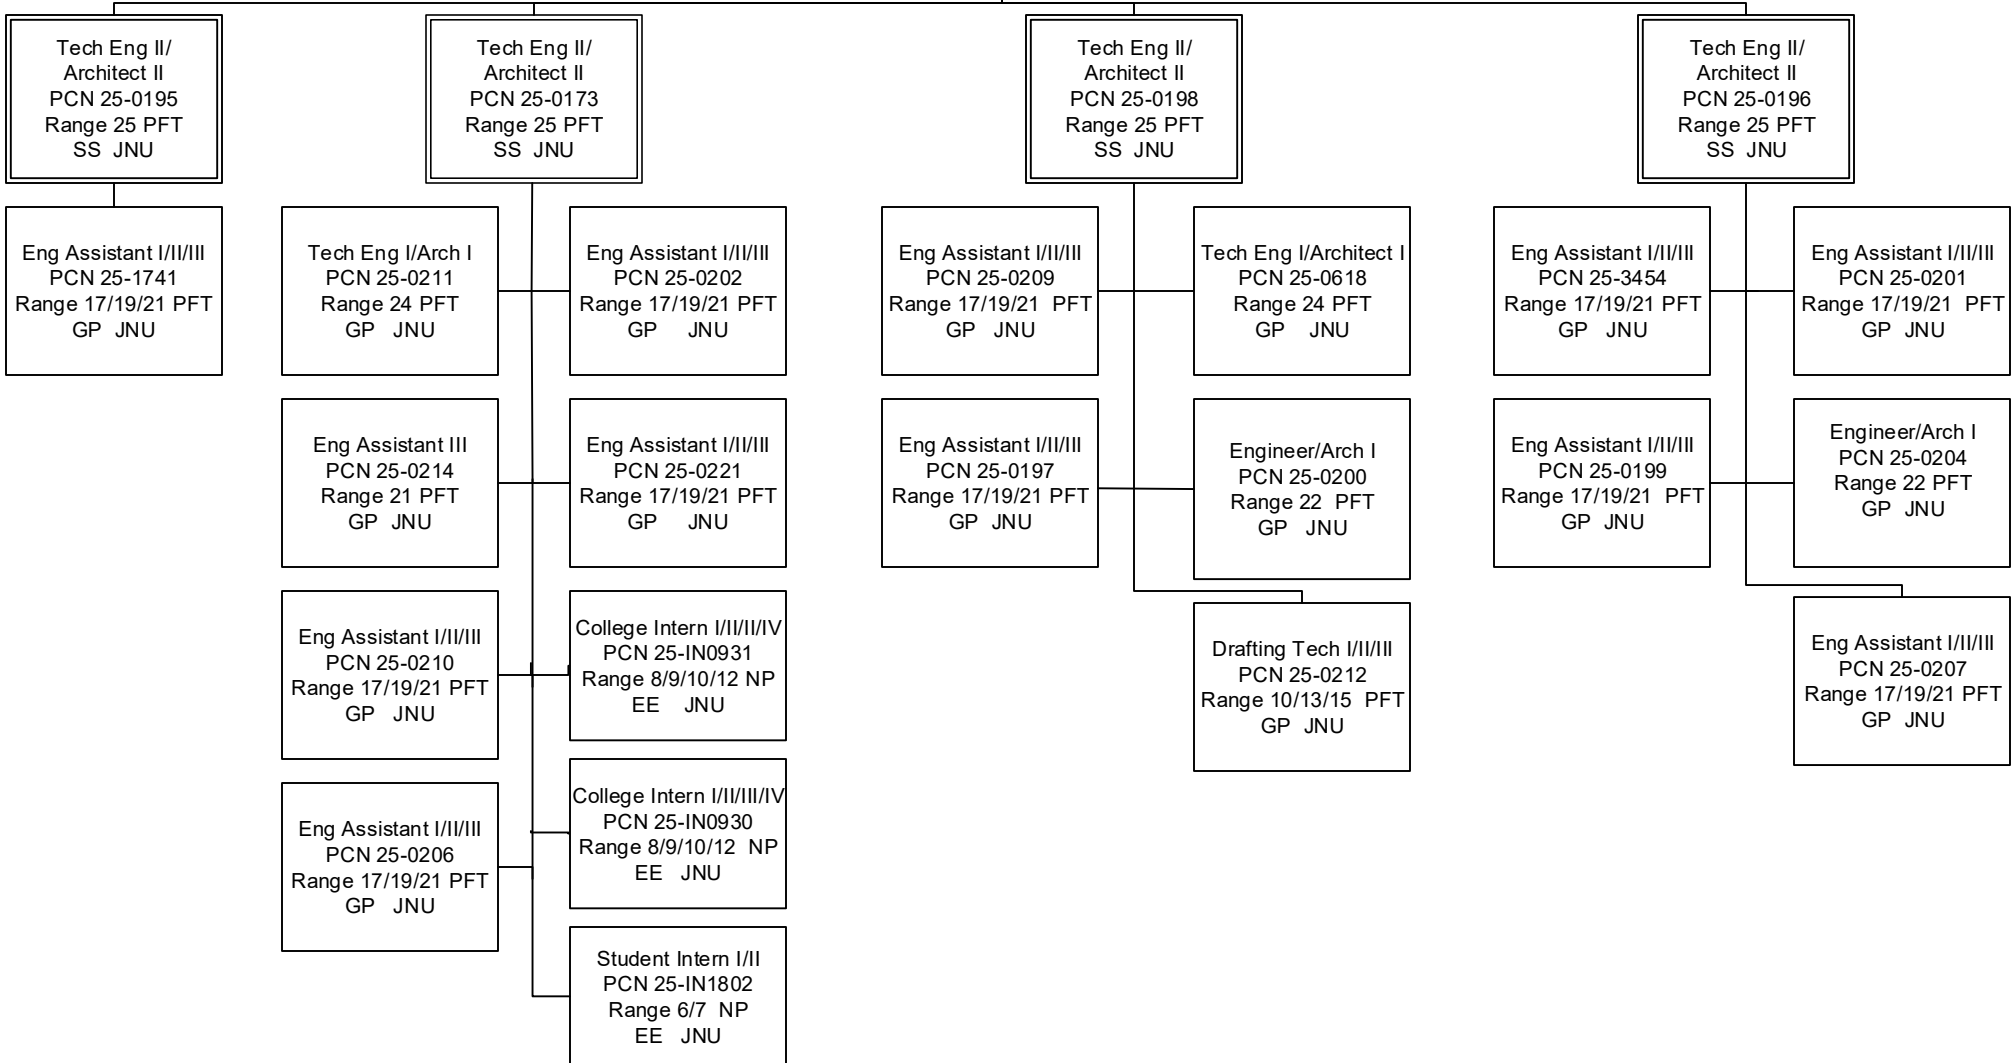 Tech Eng II/
Architect II
PCN 25-0195
Range 25 PFT
SS JNU
Tech Eng II/
Architect II
PCN 25-0173
Range 25 PFT
SS JNU
Tech Eng II/
Architect II
PCN 25-0198
Range 25 PFT
SS JNU
Tech Eng II/
Architect II
PCN 25-0196
Range 25 PFT
SS JNU
Eng Assistant I/II/III
PCN 25-1741
Range 17/19/21 PFT
GP JNU
Tech Eng I/Arch I
PCN 25-0211
Range 24 PFT
GP JNU
Eng Assistant I/II/III
PCN 25-0202
Range 17/19/21 PFT
GP JNU
Eng Assistant I/II/III
PCN 25-0209
Range 17/19/21 PFT
GP JNU
Tech Eng I/Architect I
PCN 25-0618
Range 24 PFT
GP JNU
Eng Assistant I/II/III
PCN 25-3454
Range 17/19/21 PFT
GP JNU
Eng Assistant I/II/III
PCN 25-0201
Range 17/19/21 PFT
GP JNU
Eng Assistant III
PCN 25-0214
Range 21 PFT
GP JNU
Eng Assistant I/II/III
PCN 25-0221
Range 17/19/21 PFT
GP JNU
Eng Assistant I/II/III
PCN 25-0197
Range 17/19/21 PFT
GP JNU
Engineer/Arch I
PCN 25-0200
Range 22 PFT
GP JNU
Eng Assistant I/II/III
PCN 25-0199
Range 17/19/21 PFT
GP JNU
Engineer/Arch I
PCN 25-0204
Range 22 PFT
GP JNU
Eng Assistant I/II/III
PCN 25-0210
Range 17/19/21 PFT
GP JNU
College Intern I/II/II/IV
PCN 25-IN0931
Range 8/9/10/12 NP
EE JNU
Drafting Tech I/II/III
PCN 25-0212
Range 10/13/15 PFT
GP JNU
Eng Assistant I/II/III
PCN 25-0207
Range 17/19/21 PFT
GP JNU
Eng Assistant I/II/III
PCN 25-0206
Range 17/19/21 PFT
GP JNU
College Intern I/II/III/IV
PCN 25-IN0930
Range 8/9/10/12 NP
EE JNU
Student Intern I/II
PCN 25-IN1802
Range 6/7 NP
EE JNU